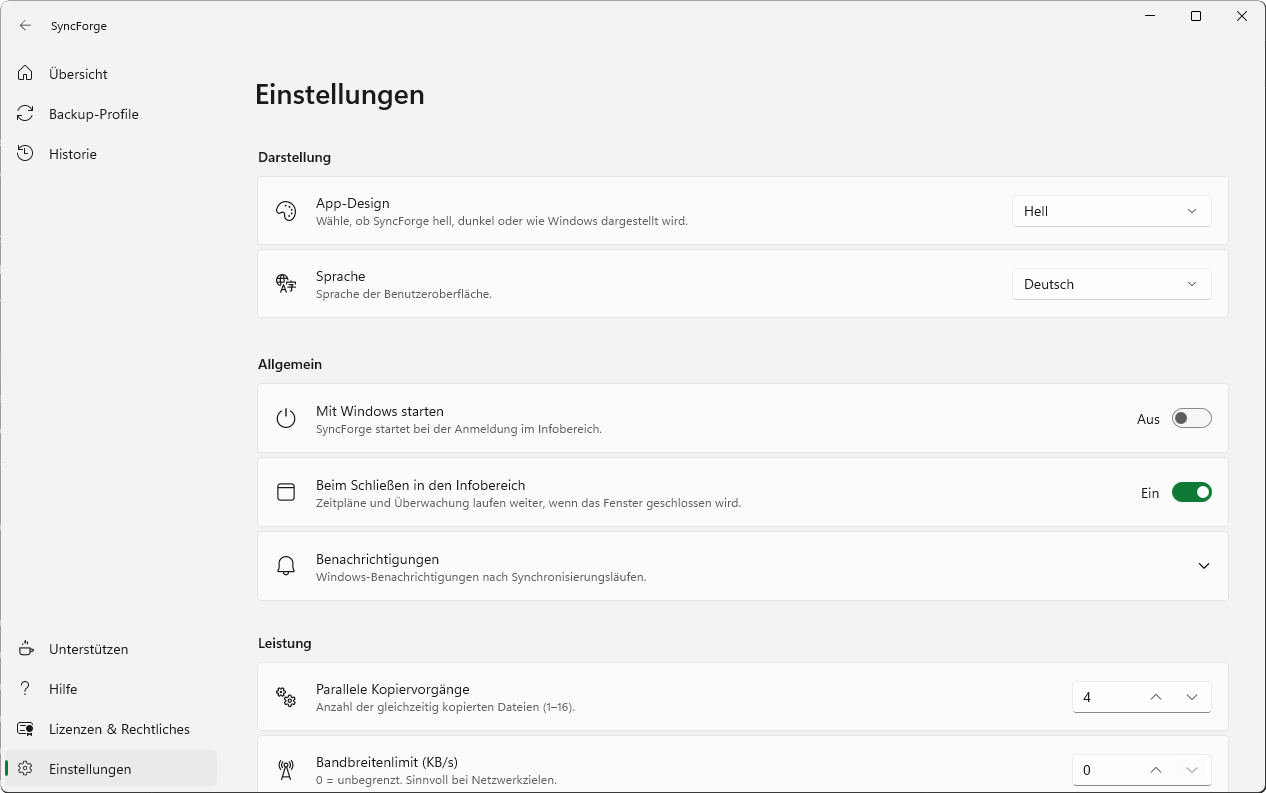 SyncForge
Übersicht
Backup-Profile
Historie
Unterstützen
Hilfe
Lizenzen & Rechtliches
Einstellungen
Einstellungen
Darstellung
App-Design
Wähle, ob SyncForge hell, dunkel oder wie Windows dargestellt wird.
Hell
Sprache
Sprache der Benutzeroberfläche.
Deutsch
Allgemein
Mit Windows starten
SyncForge startet bei der Anmeldung im Infobereich.
Aus
Beim Schließen in den Infobereich
Zeitpläne und Überwachung laufen weiter, wenn das Fenster geschlossen wird.
Ein
Benachrichtigungen
Windows-Benachrichtigungen nach Synchronisierungsläufen.
Leistung
Parallele Kopiervorgänge
Anzahl der gleichzeitig kopierten Dateien (1–16).
4
Bandbreitenlimit (KB/s)
0 = unbegrenzt. Sinnvoll bei Netzwerkzielen.
0